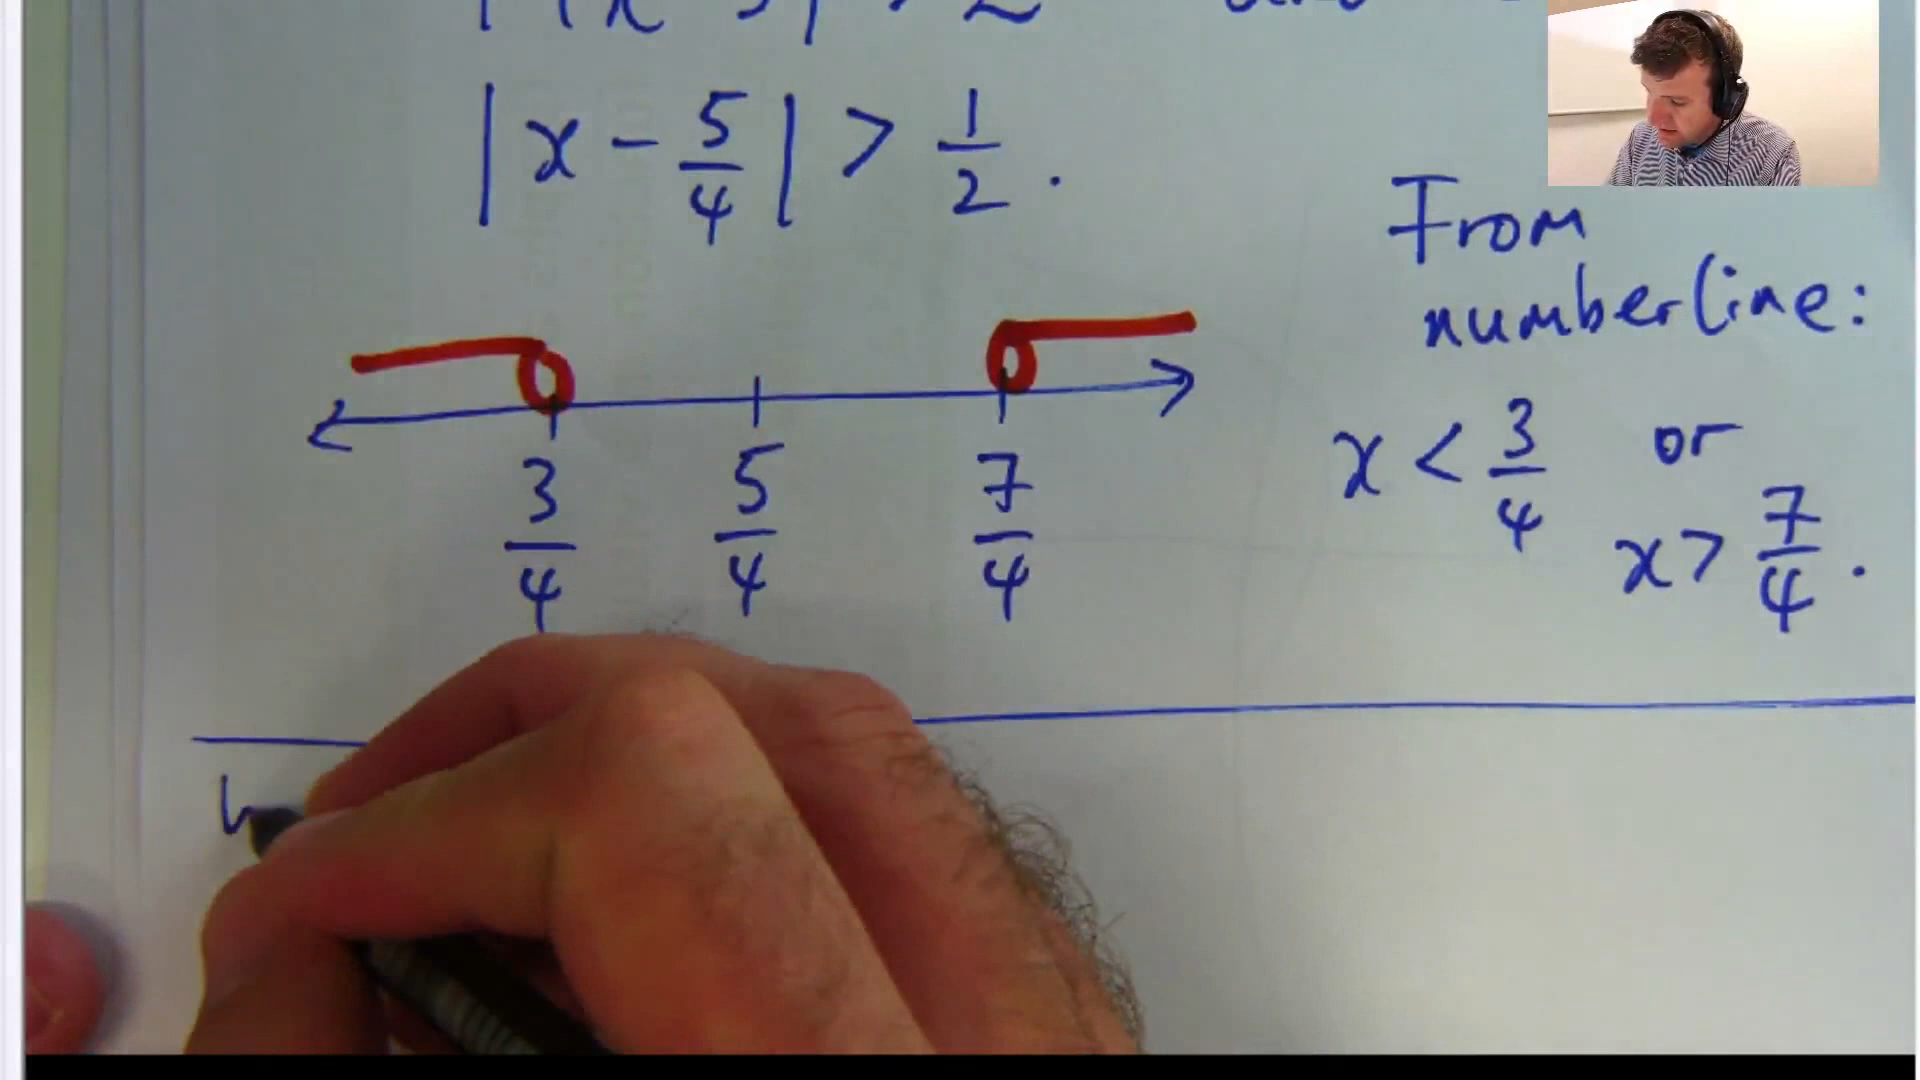 |x - 5/4| > 1/2 .
From
numberline:
x < 3/4 or
x > 7/4 .
3/4 5/4 7/4